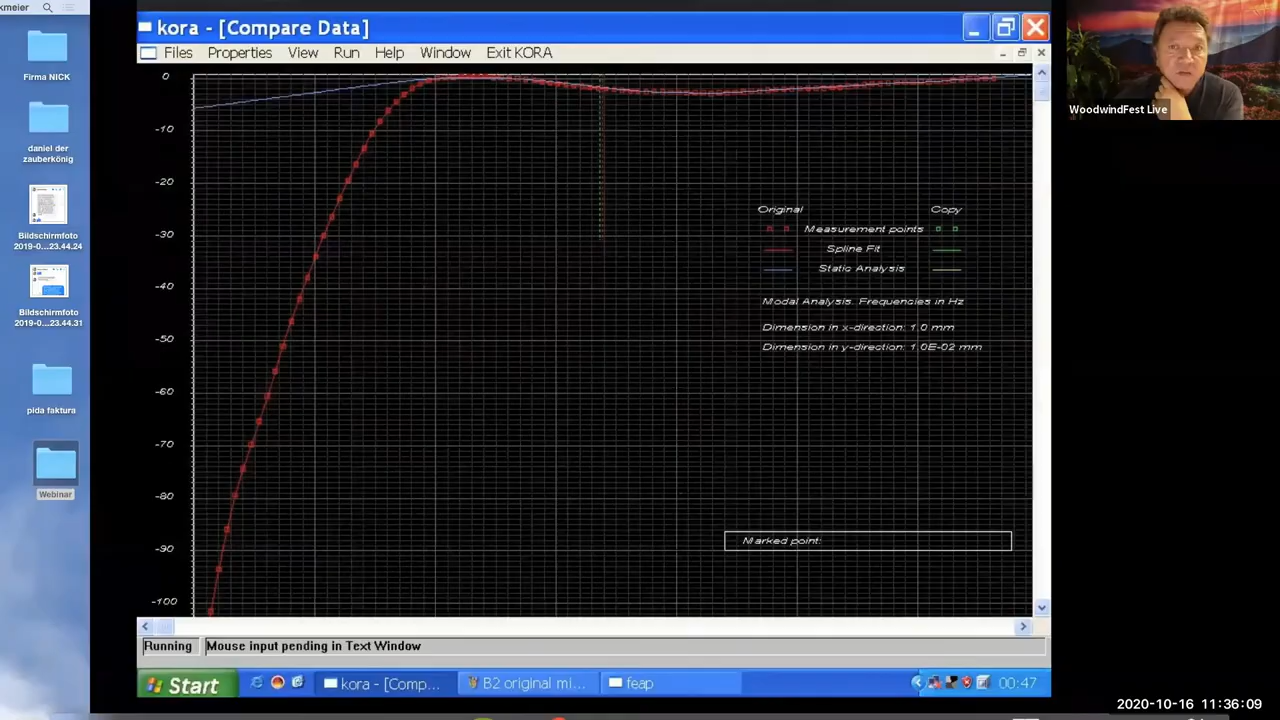 kmeier
Firma NICK
daniel der
zauberkönig
Bildschirmfoto
2019-0...23.44.24
Bildschirmfoto
2019-0...23.44.31
pida faktura
Webinar
kora - [Compare Data]
Files Properties View Run Help Window Exit KORA
0
-10
-20
-30
-40
-50
-60
-70
-80
-90
-100
Original Copy
Measurement points
Spline Fit
Static Analysis
Modal Analysis. Frequencies in Hz
Dimension in x-direction: 1.0 mm
Dimension in y-direction: 1.0E-02 mm
Marked point:
Running Mouse input pending in Text Window
Start kora - [Comp... B2 original mi... feap 00:47
WoodwindFest Live
2020-10-16 11:36:09